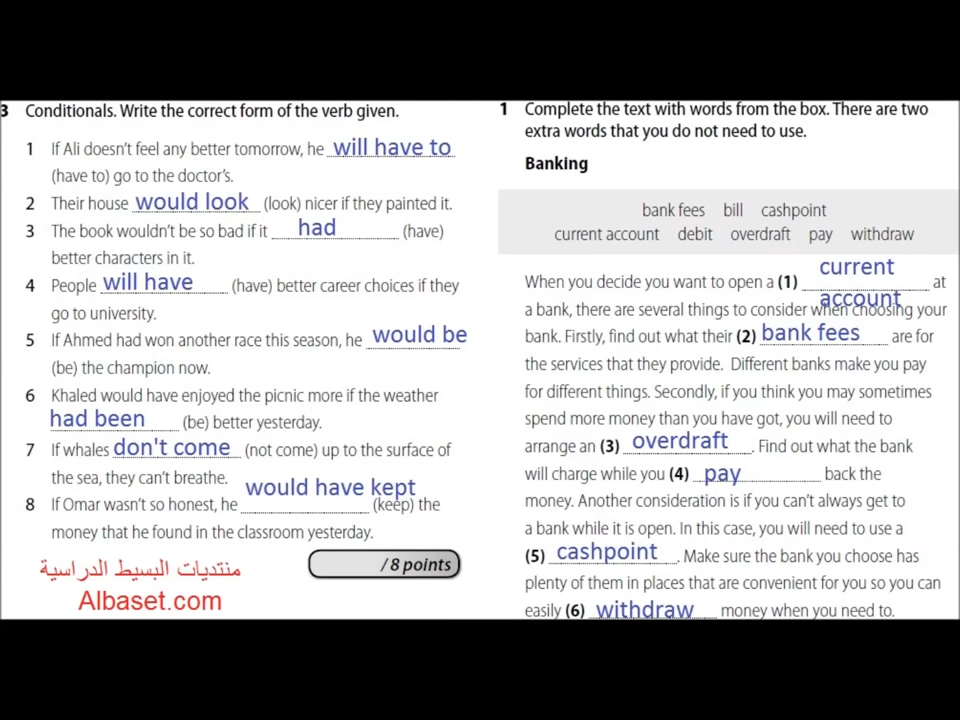 3 Conditionals. Write the correct form of the verb given.
1 If Ali doesn't feel any better tomorrow, he will have to
(have to) go to the doctor's.
2 Their house would look (look) nicer if they painted it.
3 The book wouldn't be so bad if it had (have)
better characters in it.
4 People will have (have) better career choices if they
go to university.
5 If Ahmed had won another race this season, he would be
(be) the champion now.
6 Khaled would have enjoyed the picnic more if the weather
had been (be) better yesterday.
7 If whales don't come (not come) up to the surface of
the sea, they can't breathe.
8 If Omar wasn't so honest, he would have kept (keep) the
money that he found in the classroom yesterday.
/ 8 points
منتديات البسيط الدراسية
Albaset.com
1 Complete the text with words from the box. There are two
extra words that you do not need to use.
Banking
bank fees bill cashpoint
current account debit overdraft pay withdraw
When you decide you want to open a (1) current account at
a bank, there are several things to consider when choosing your
bank. Firstly, find out what their (2) bank fees are for
the services that they provide. Different banks make you pay
for different things. Secondly, if you think you may sometimes
spend more money than you have got, you will need to
arrange an (3) overdraft. Find out what the bank
will charge while you (4) pay back the
money. Another consideration is if you can't always get to
a bank while it is open. In this case, you will need to use a
(5) cashpoint. Make sure the bank you choose has
plenty of them in places that are convenient for you so you can
easily (6) withdraw money when you need to.